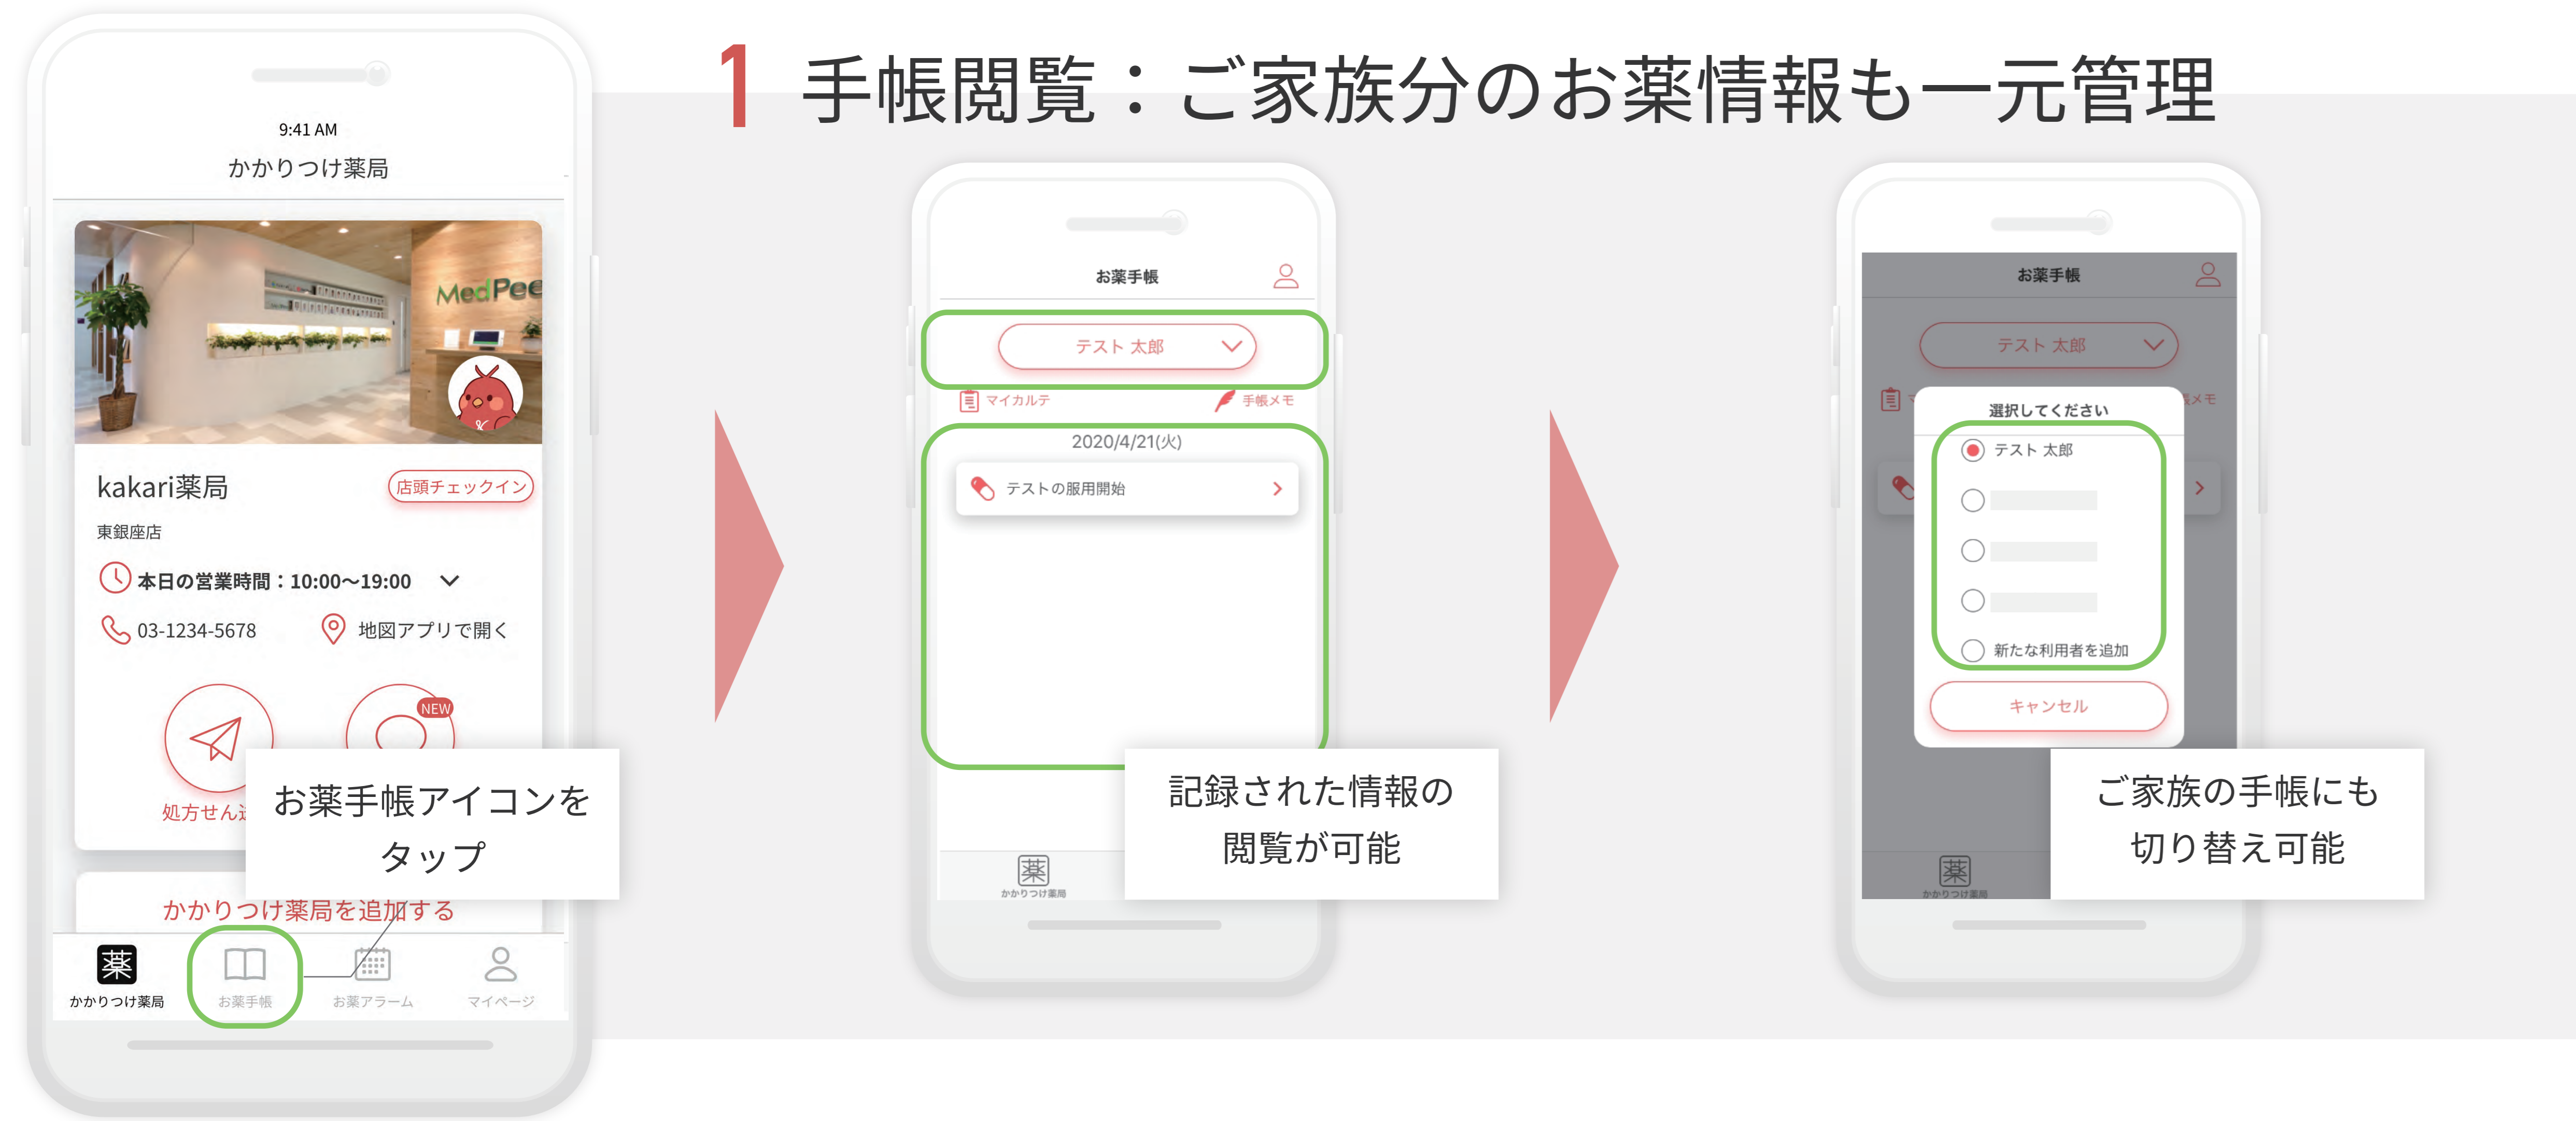 1 手帳閲覧：ご家族分のお薬情報も一元管理
9:41 AM
かかりつけ薬局
MedPee
kakari薬局
店頭チェックイン
東銀座店
本日の営業時間：10:00〜19:00
03-1234-5678
地図アプリで開く
NEW
処方せん送
お薬手帳アイコンを
タップ
かかりつけ薬局を追加する
薬
かかりつけ薬局
お薬手帳
お薬アラーム
マイページ
お薬手帳
テスト 太郎
マイカルテ
手帳メモ
2020/4/21(火)
テストの服用開始
記録された情報の
閲覧が可能
薬
かかりつけ薬局
お薬手帳
テスト 太郎
メモ
選択してください
テスト 太郎
新たな利用者を追加
キャンセル
ご家族の手帳にも
切り替え可能
薬
かかりつけ薬局